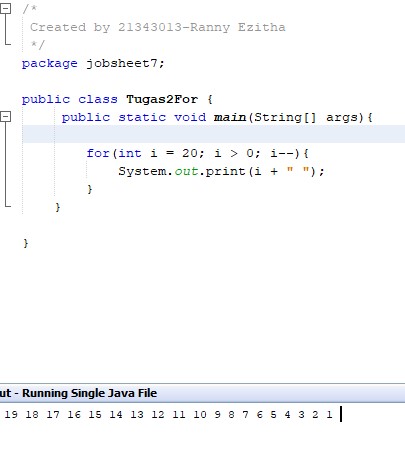 /*
Created by 21343013-Ranny Ezitha
*/
package jobsheet7;
public class Tugas2For {
public static void main(String[] args){
for(int i = 20; i > 0; i--){
System.out.print(i + " ");
}
}
}
ut - Running Single Java File
19 18 17 16 15 14 13 12 11 10 9 8 7 6 5 4 3 2 1